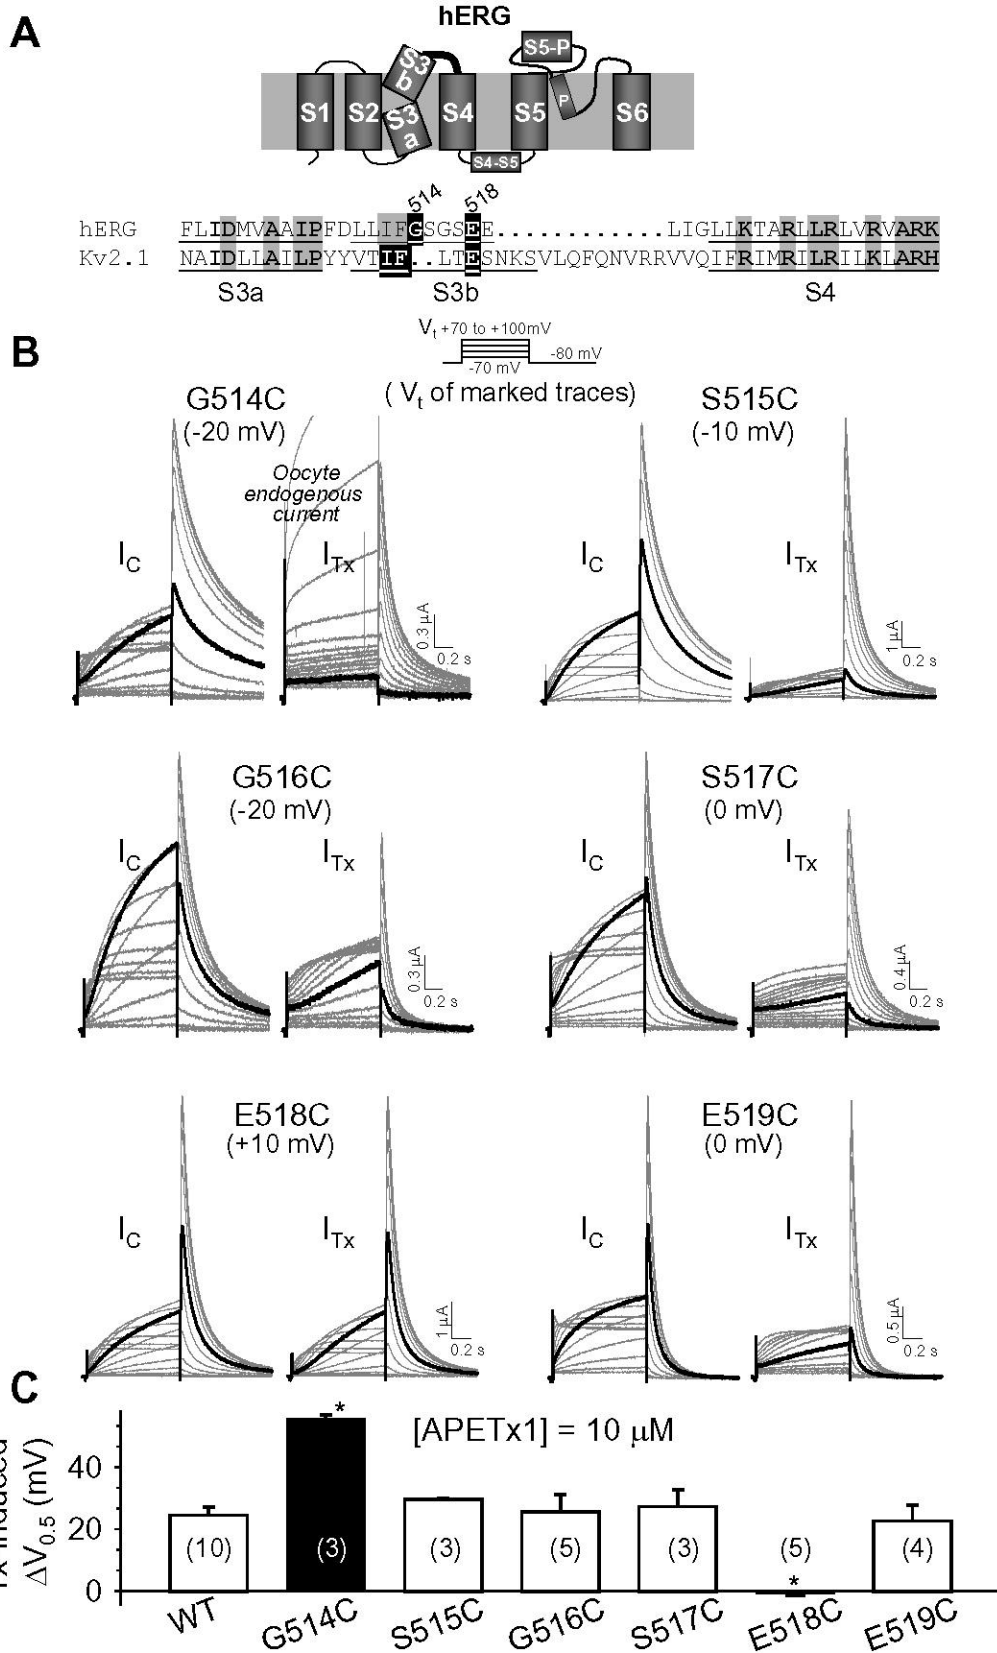 A
hERG
S1 S2 S3a S3b S4 S4-S5 S5 S5-P P S6
514 518
hERG FLIDMVAAIPFDLLIFGSGSEE............LIGLLKTARLLRLVRVARK
Kv2.1 NAIDLLAILPYYVTIF..LTESNKSVLQFQNVRRVVQIFRIMRILRILKLARH
S3a S3b S4
B
Vt +70 to +100mV
-80 mV
-70 mV
( Vt of marked traces)
G514C
(-20 mV)
Oocyte
endogenous
current
IC ITx
0.3 µA
0.2 s
S515C
(-10 mV)
IC ITx
1 µA
0.2 s
G516C
(-20 mV)
IC ITx
0.3 µA
0.2 s
S517C
(0 mV)
IC ITx
0.4 µA
0.2 s
E518C
(+10 mV)
IC ITx
1 µA
0.2 s
E519C
(0 mV)
IC ITx
0.5 µA
0.2 s
C
[APETx1] = 10 µM
ΔV0.5 (mV)
40
20
0
* *
(10) (3) (3) (5) (3) (5) (4)
WT G514C S515C G516C S517C E518C E519C